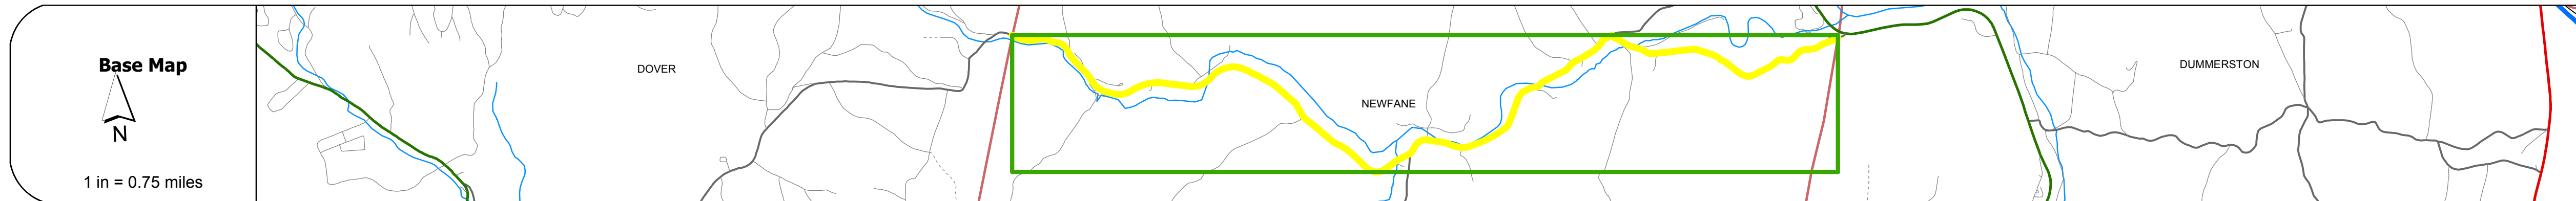 Base Map
N
1 in = 0.75 miles
DOVER
NEWFANE
DUMMERSTON